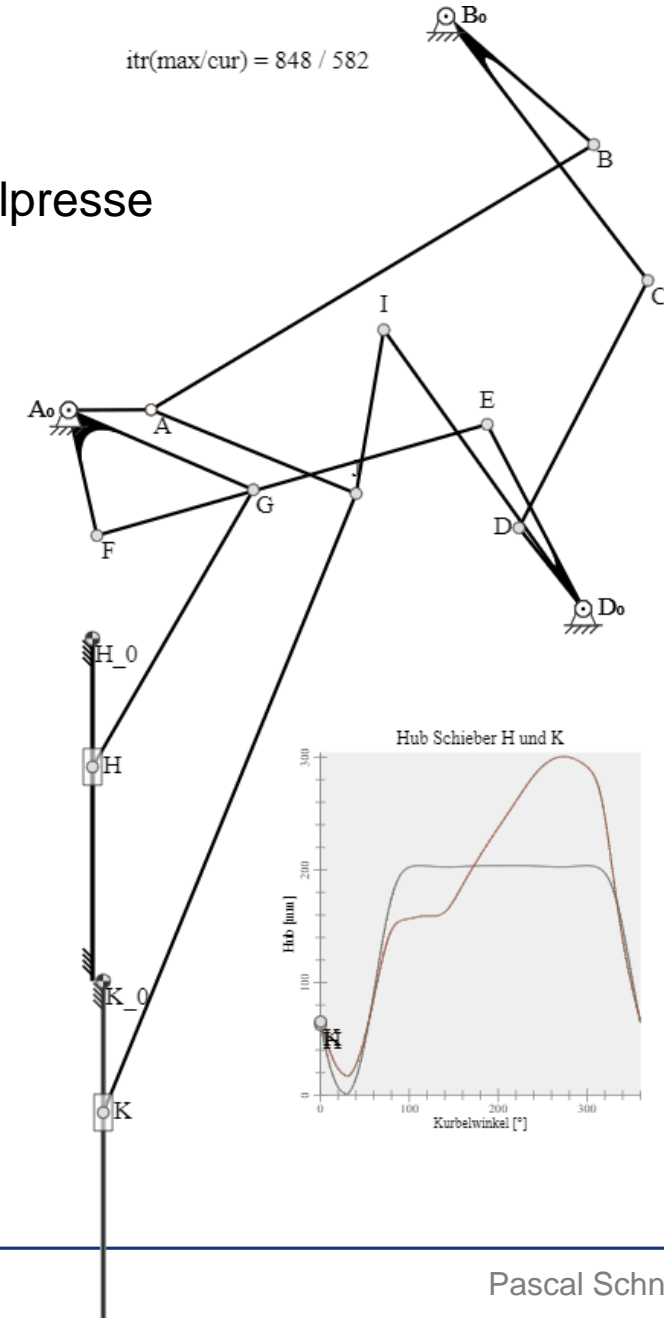 B₀
itr(max/cur) = 848 / 582
B
lpresse
C
I
E
A₀
A
J
G
D
F
D₀
H_0
Hub Schieber H und K
H
300
200
Hub [mm]
100
K_0
K
H
0
K
0 100 200 300
Kurbelwinkel [°]
Pascal Schn